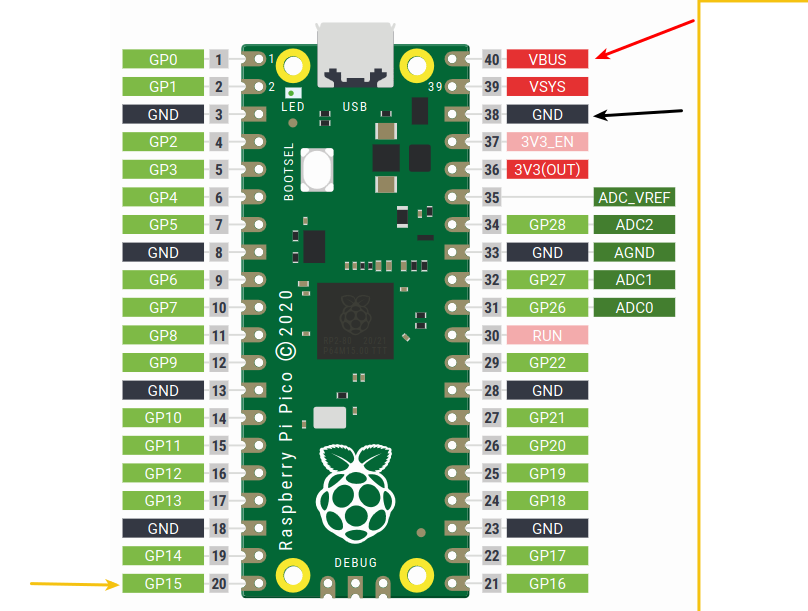 GP0 1 1 40 VBUS
GP1 2 2 39 39 VSYS
LED USB
GND 3 38 GND
GP2 4 37 3V3_EN
BOOTSEL
GP3 5 36 3V3(OUT)
GP4 6 35 ADC_VREF
GP5 7 34 GP28 ADC2
GND 8 33 GND AGND
GP6 9 32 GP27 ADC1
GP7 10 31 GP26 ADC0
GP8 11 30 RUN
GP9 12 29 GP22
GND 13 28 GND
GP10 14 27 GP21
GP11 15 26 GP20
GP12 16 25 GP19
GP13 17 24 GP18
GND 18 23 GND
Raspberry Pi Pico © 2020
GP14 19 22 GP17
DEBUG
GP15 20 21 GP16